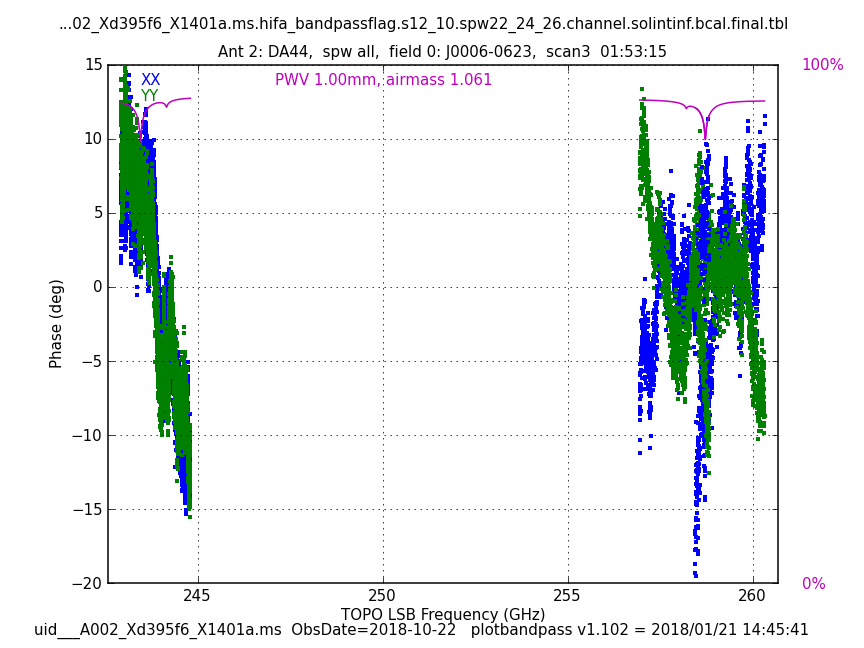 ...02_Xd395f6_X1401a.ms.hifa_bandpassflag.s12_10.spw22_24_26.channel.solintinf.bcal.final.tbl
Ant 2: DA44,  spw all,  field 0: J0006-0623,  scan3  01:53:15
15
100%
XX
PWV 1.00mm, airmass 1.061
YY
10
5
0
Phase (deg)
−5
−10
−15
−20
0%
245
250
255
260
TOPO LSB Frequency (GHz)
uid___A002_Xd395f6_X1401a.ms  ObsDate=2018-10-22   plotbandpass v1.102 = 2018/01/21 14:45:41